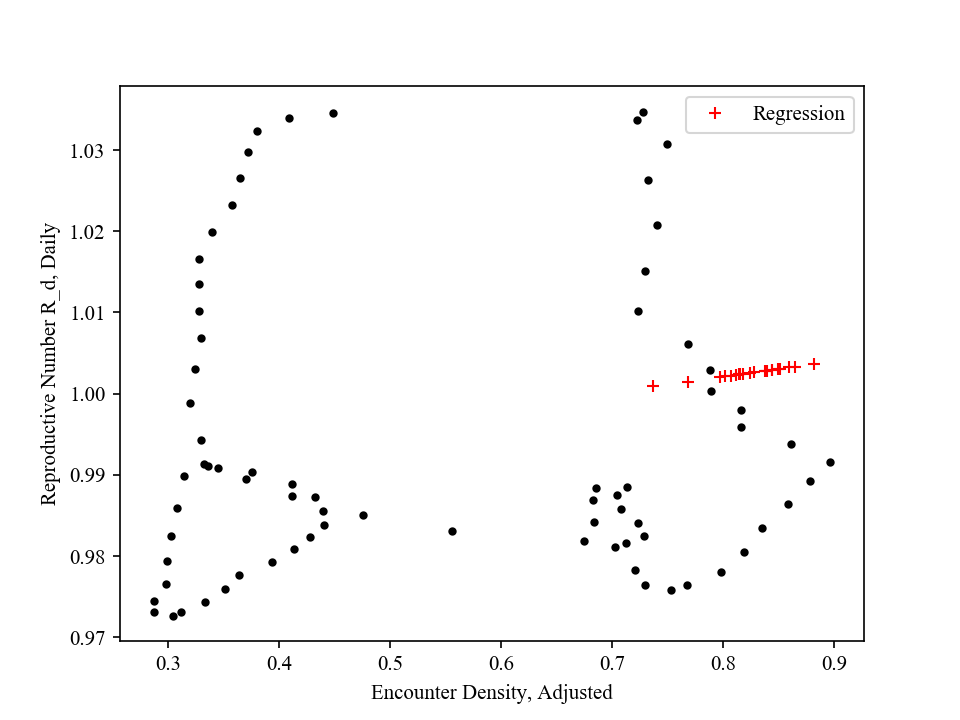 Regression
1.03
1.02
1.01
1.00
0.99
0.98
0.97
Reproductive Number R_d, Daily
0.3 0.4 0.5 0.6 0.7 0.8 0.9
Encounter Density, Adjusted